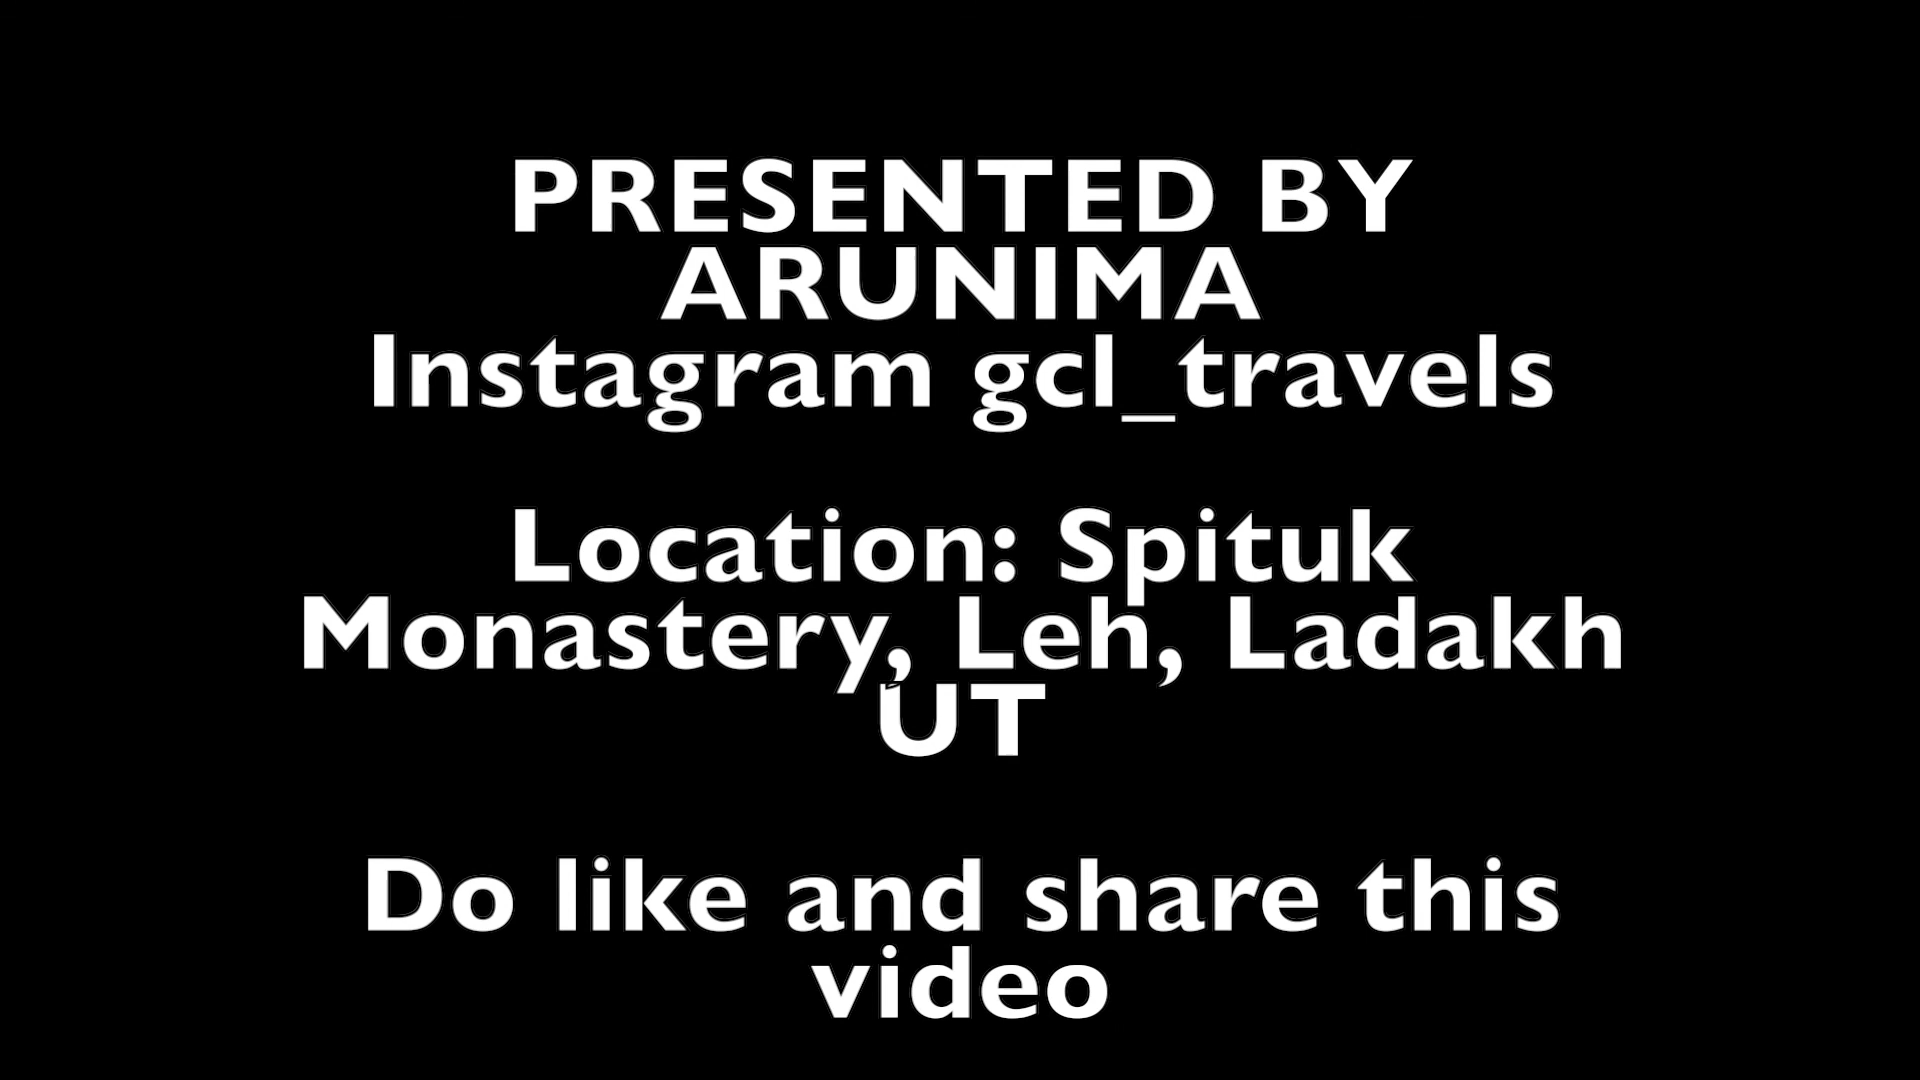 PRESENTED BY
ARUNIMA
Instagram gcl_travels
Location: Spituk
Monastery, Leh, Ladakh
UT
Do like and share this
video